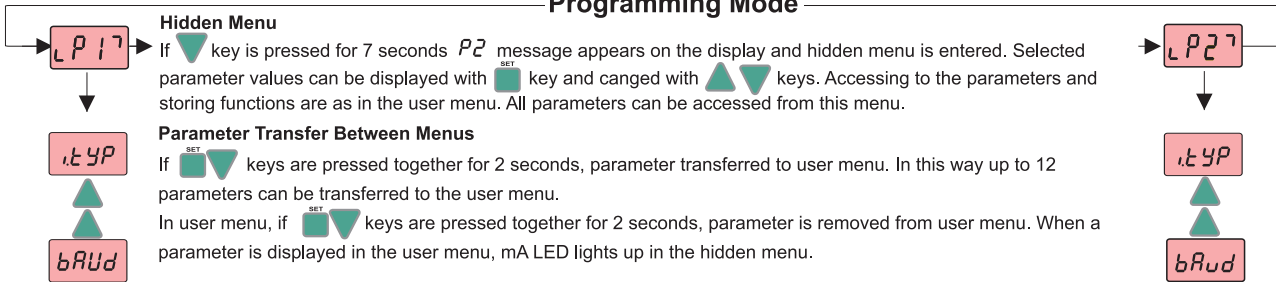 Programming Mode
Hidden Menu
If key is pressed for 7 seconds P2 message appears on the display and hidden menu is entered. Selected
parameter values can be displayed with SET key and canged with keys. Accessing to the parameters and
storing functions are as in the user menu. All parameters can be accessed from this menu.
Parameter Transfer Between Menus
If SET keys are pressed together for 2 seconds, parameter transferred to user menu. In this way up to 12
parameters can be transferred to the user menu.
In user menu, if SET keys are pressed together for 2 seconds, parameter is removed from user menu. When a
parameter is displayed in the user menu, mA LED lights up in the hidden menu.
P1
i.tYP
bAUd
P2
i.tYP
bAud